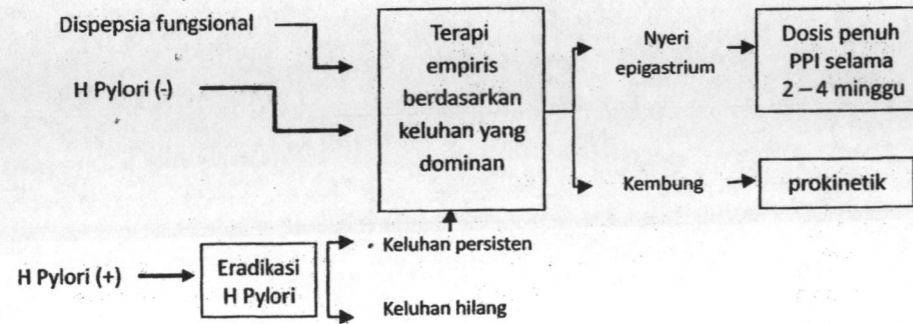 Dispepsia fungsional
H Pylori (-)
Terapi
empiris
berdasarkan
keluhan yang
dominan
Nyeri
epigastrium
Dosis penuh
PPI selama
2 – 4 minggu
Kembung
prokinetik
H Pylori (+)
Eradikasi
H Pylori
Keluhan persisten
Keluhan hilang